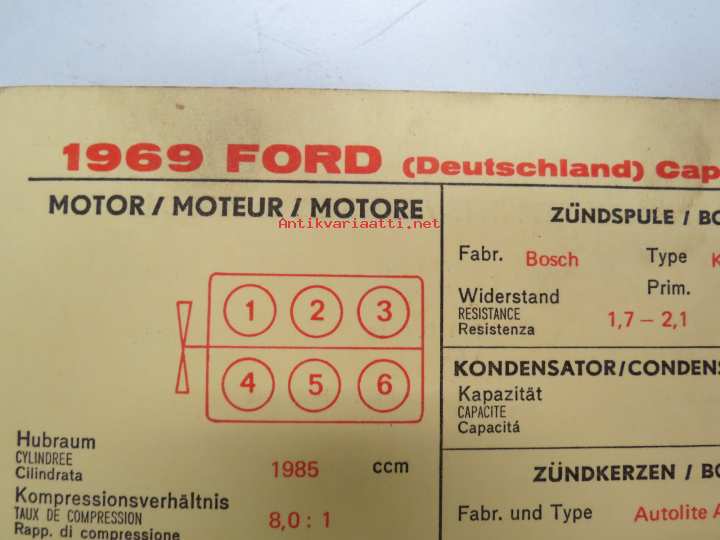 1969 FORD (Deutschland) Cap
MOTOR / MOTEUR / MOTORE
Antikvariaatti.net
1 2 3
4 5 6
Hubraum
CYLINDREE
Cilindrata 1985 ccm
Kompressionsverhältnis
TAUX DE COMPRESSION
Rapp. di compressione 8,0 : 1
ZÜNDSPULE / BO
Fabr. Bosch Type K
Prim.
Widerstand
RESISTANCE
Resistenza 1,7 – 2,1
KONDENSATOR/CONDENS
Kapazität
CAPACITE
Capacitá
ZÜNDKERZEN / BO
Fabr. und Type Autolite A